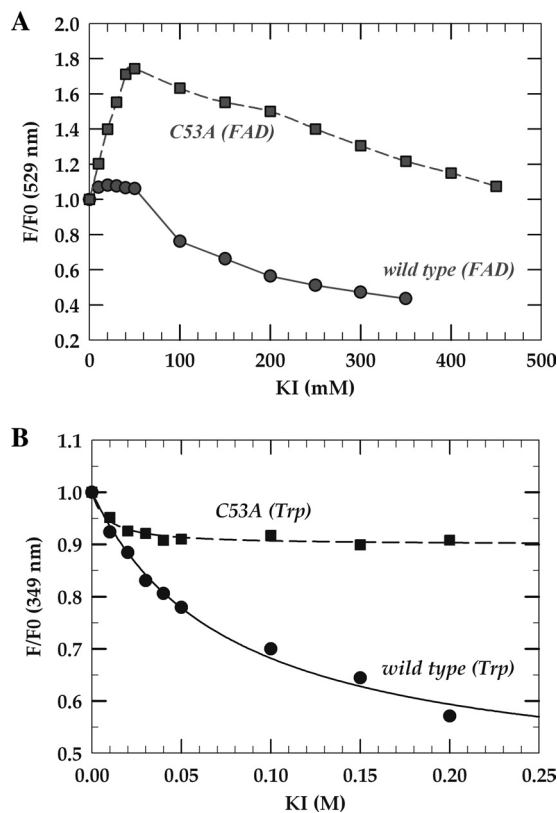 A
2.0
1.8
1.6
1.4
1.2
1.0
0.8
0.6
0.4
0.2
F/F0 (529 nm)
C53A (FAD)
wild type (FAD)
0 100 200 300 400 500
KI (mM)
B
1.1
1.0
0.9
0.8
0.7
0.6
0.5
F/F0 (349 nm)
C53A (Trp)
wild type (Trp)
0.00 0.05 0.10 0.15 0.20 0.25
KI (M)